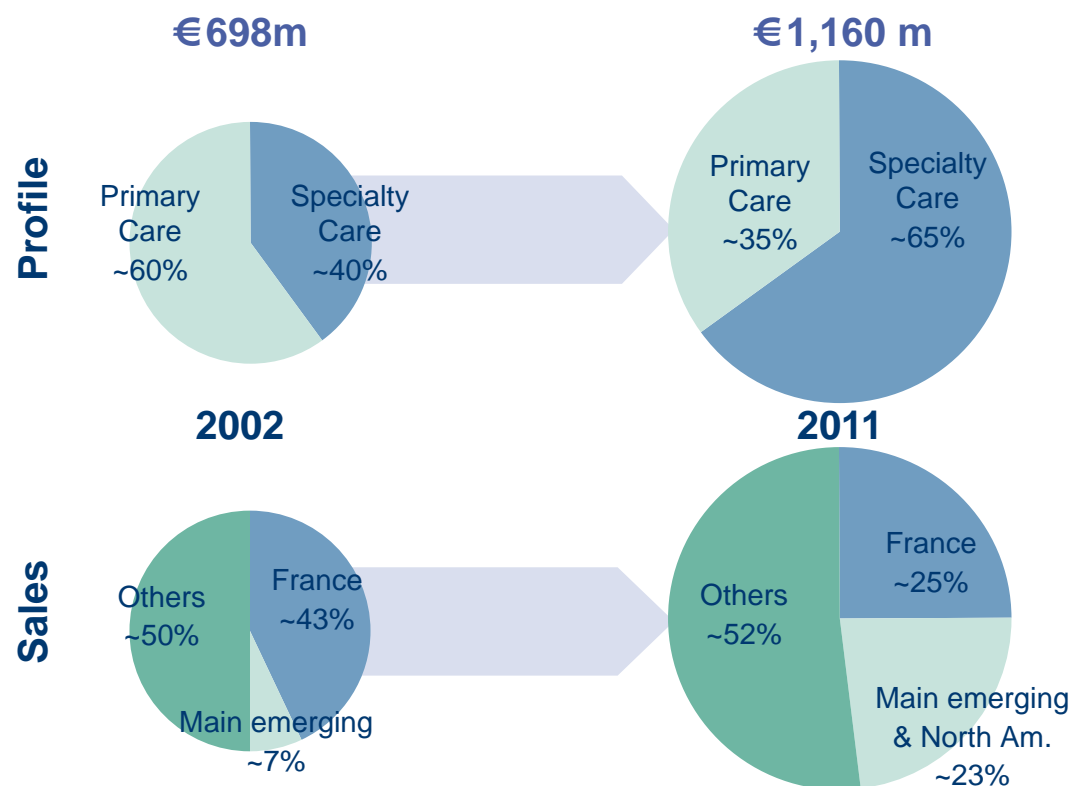 €698m
€1,160 m
Profile
Primary
Care
~60%
Specialty
Care
~40%
Primary
Care
~35%
Specialty
Care
~65%
2002
2011
Sales
Others
~50%
France
~43%
Main emerging
~7%
Others
~52%
France
~25%
Main emerging
& North Am.
~23%